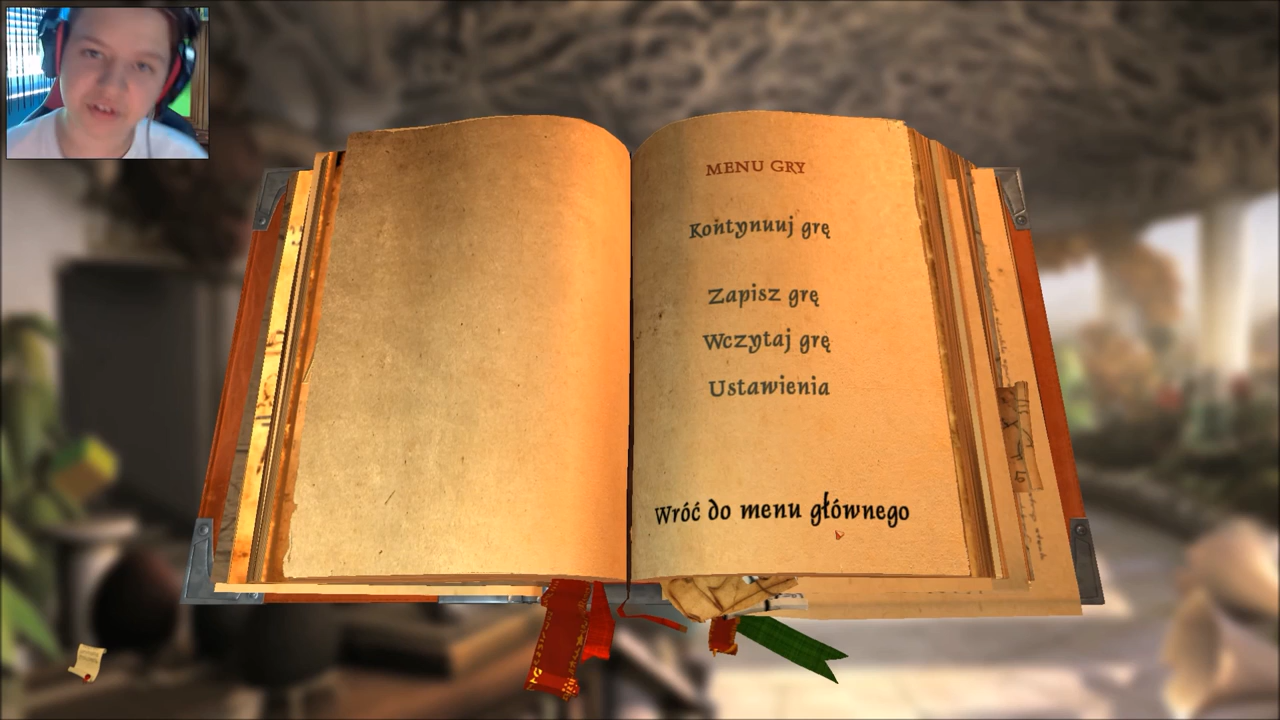 MENU GRY
Kontynuuj grę
Zapisz grę
Wczytaj grę
Ustawienia
Wróć do menu głównego